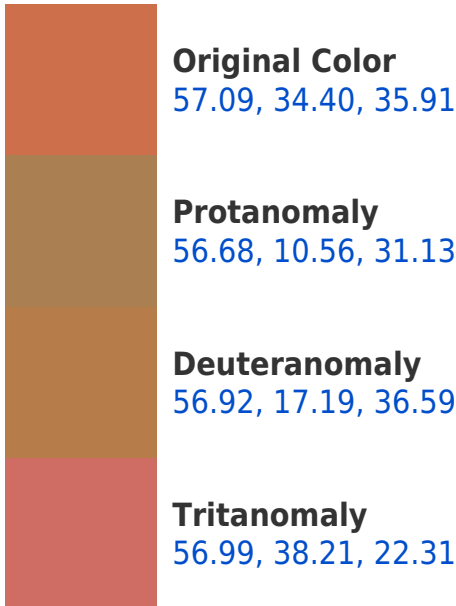 Original Color
57.09, 34.40, 35.91
Protanomaly
56.68, 10.56, 31.13
Deuteranomaly
56.92, 17.19, 36.59
Tritanomaly
56.99, 38.21, 22.31